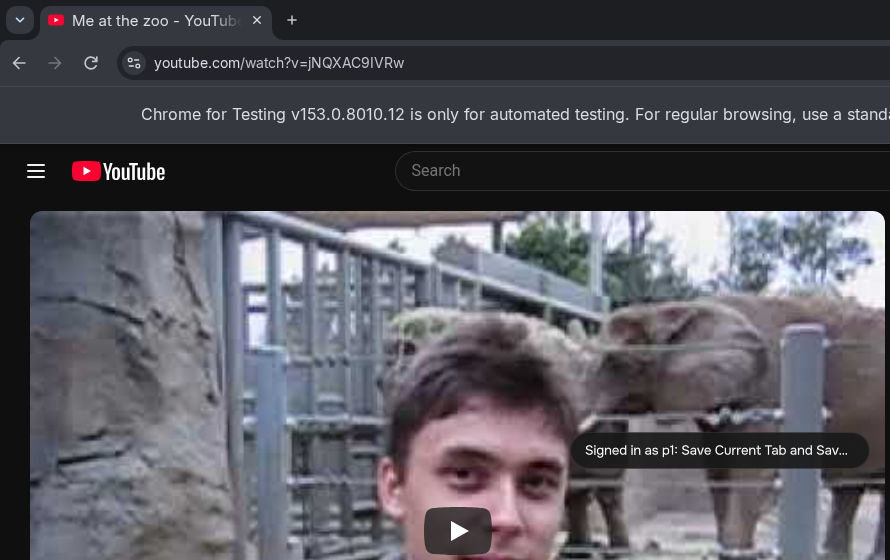 Me at the zoo - YouTube
youtube.com/watch?v=jNQXAC9IVRw
Chrome for Testing v153.0.8010.12 is only for automated testing. For regular browsing, use a standa
YouTube
Search
Signed in as p1: Save Current Tab and Sav...